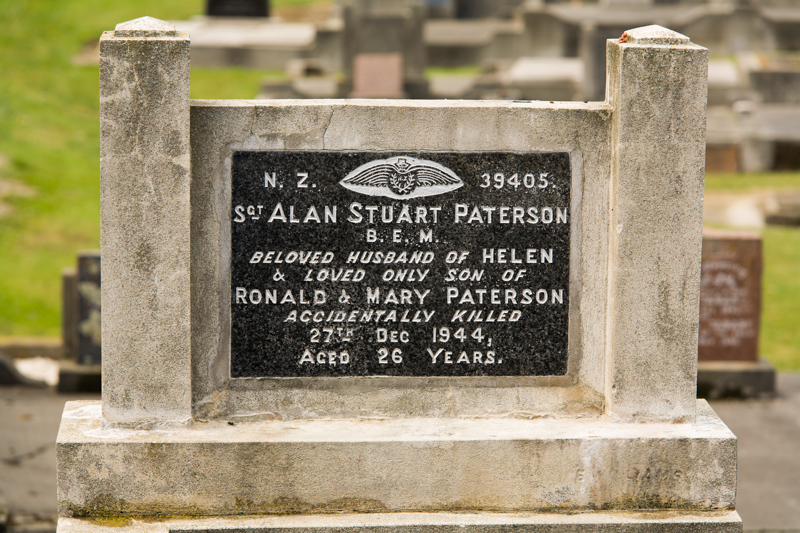 N. Z. 39405.
SGT ALAN STUART PATERSON
B. E. M.
BELOVED HUSBAND OF HELEN
& LOVED ONLY SON OF
RONALD & MARY PATERSON
ACCIDENTALLY KILLED
27TH DEC 1944,
AGED 26 YEARS.